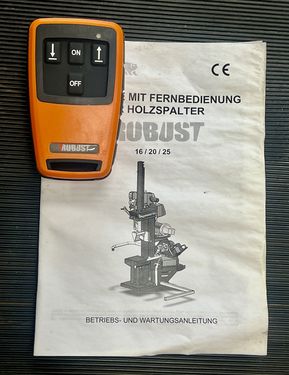 ON
OFF
ROBUST
CE
MIT FERNBEDIENUNG
HOLZSPALTER
ROBUST
16 / 20 / 25
BETRIEBS- UND WARTUNGSANLEITUNG